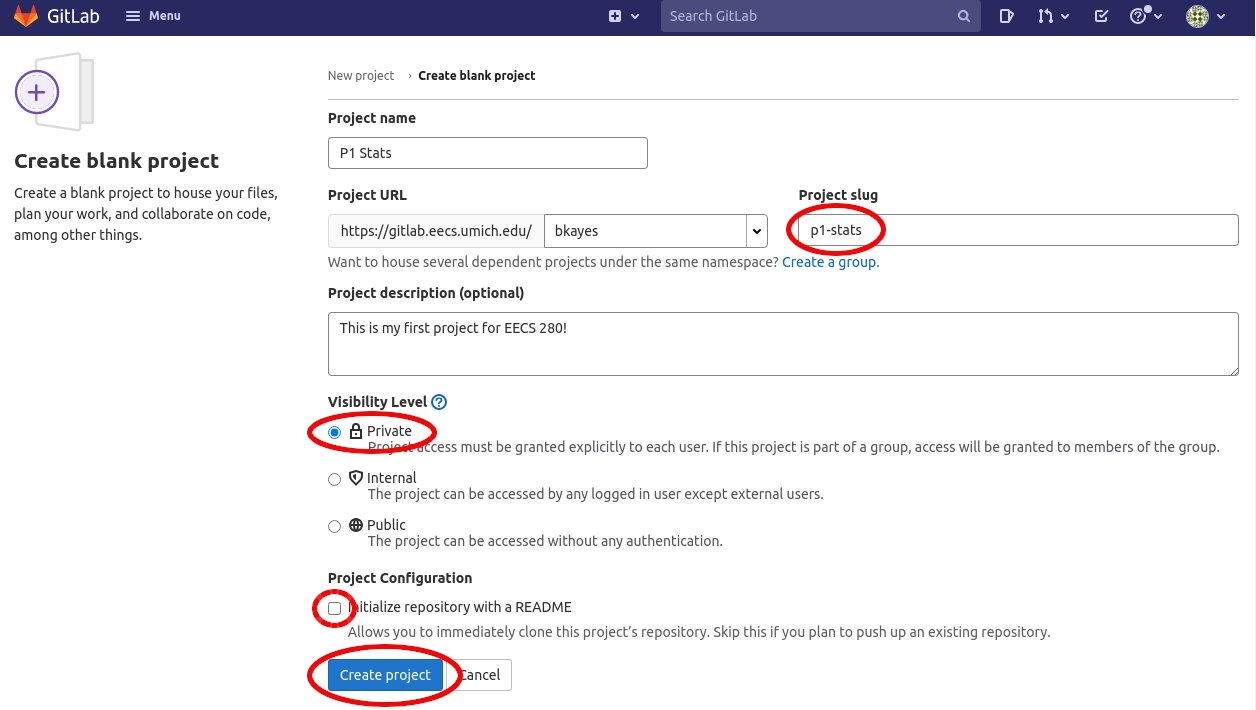 GitLab Menu Search GitLab
New project › Create blank project
Project name
P1 Stats
Create blank project
Create a blank project to house your files,
plan your work, and collaborate on code,
among other things.
Project URL
https://gitlab.eecs.umich.edu/ bkayes
Project slug
p1-stats
Want to house several dependent projects under the same namespace? Create a group.
Project description (optional)
This is my first project for EECS 280!
Visibility Level
Private
Project access must be granted explicitly to each user. If this project is part of a group, access will be granted to members of the group.
Internal
The project can be accessed by any logged in user except external users.
Public
The project can be accessed without any authentication.
Project Configuration
Initialize repository with a README
Allows you to immediately clone this project's repository. Skip this if you plan to push up an existing repository.
Create project Cancel